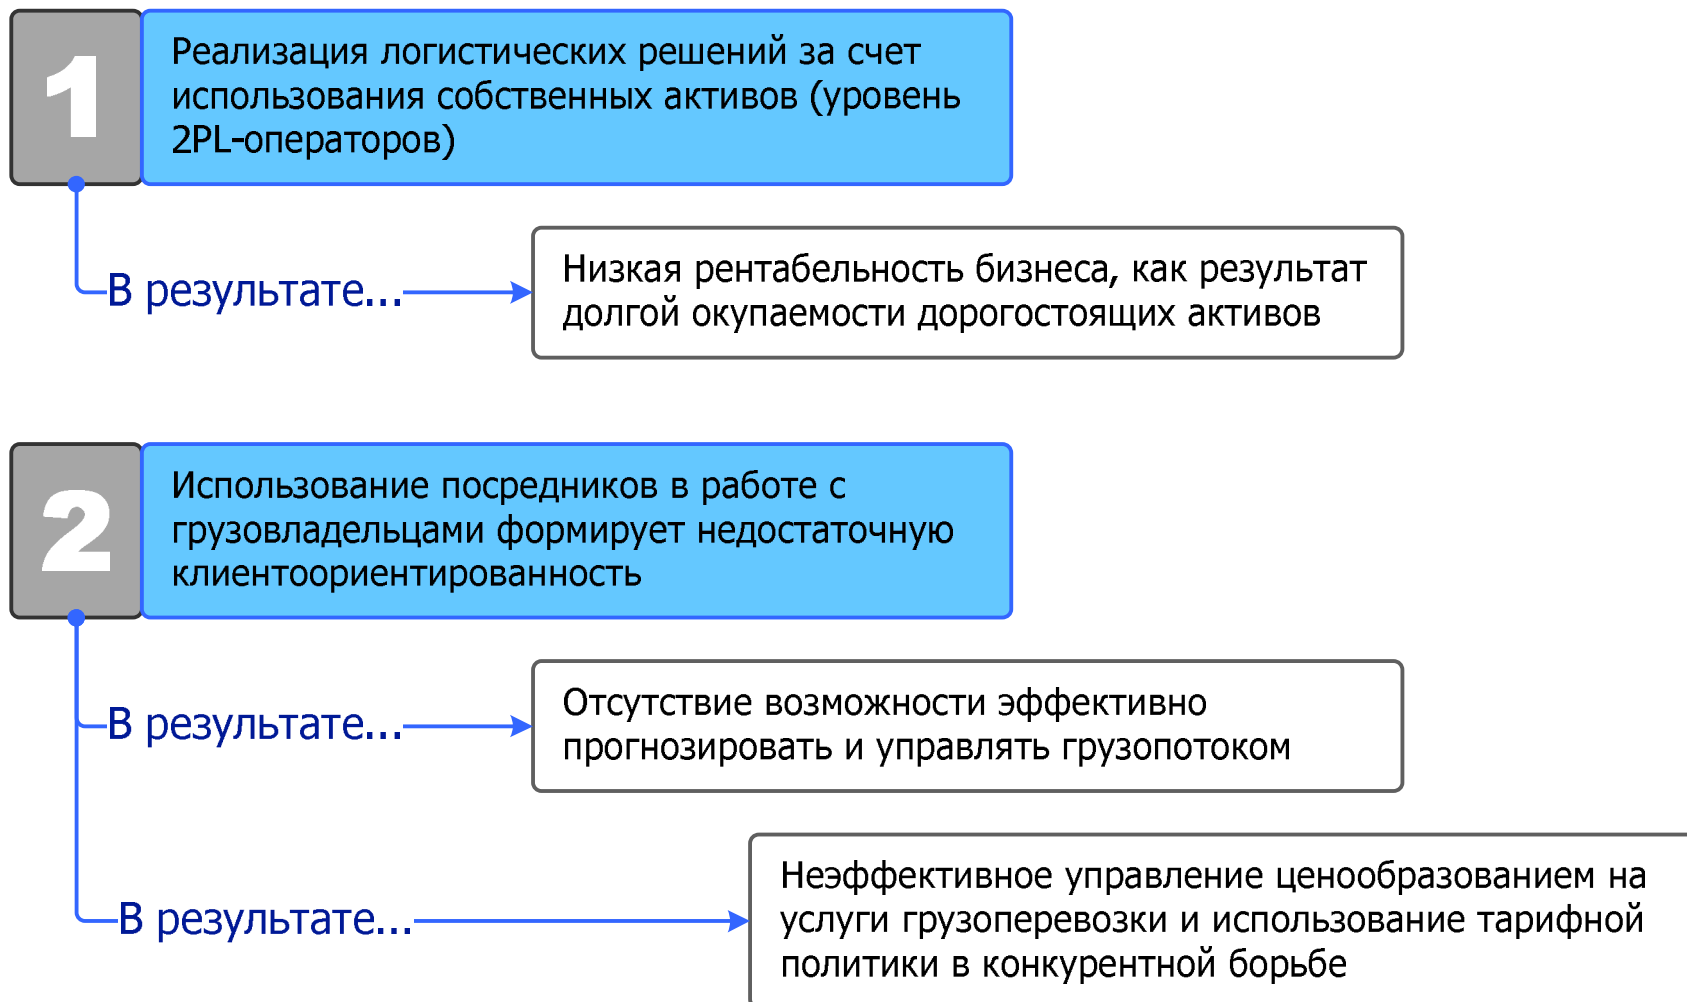 1
Реализация логистических решений за счет
использования собственных активов (уровень
2PL-операторов)
В результате...
Низкая рентабельность бизнеса, как результат
долгой окупаемости дорогостоящих активов
2
Использование посредников в работе с
грузовладельцами формирует недостаточную
клиентоориентированность
В результате...
Отсутствие возможности эффективно
прогнозировать и управлять грузопотоком
В результате...
Неэффективное управление ценообразованием на
услуги грузоперевозки и использование тарифной
политики в конкурентной борьбе